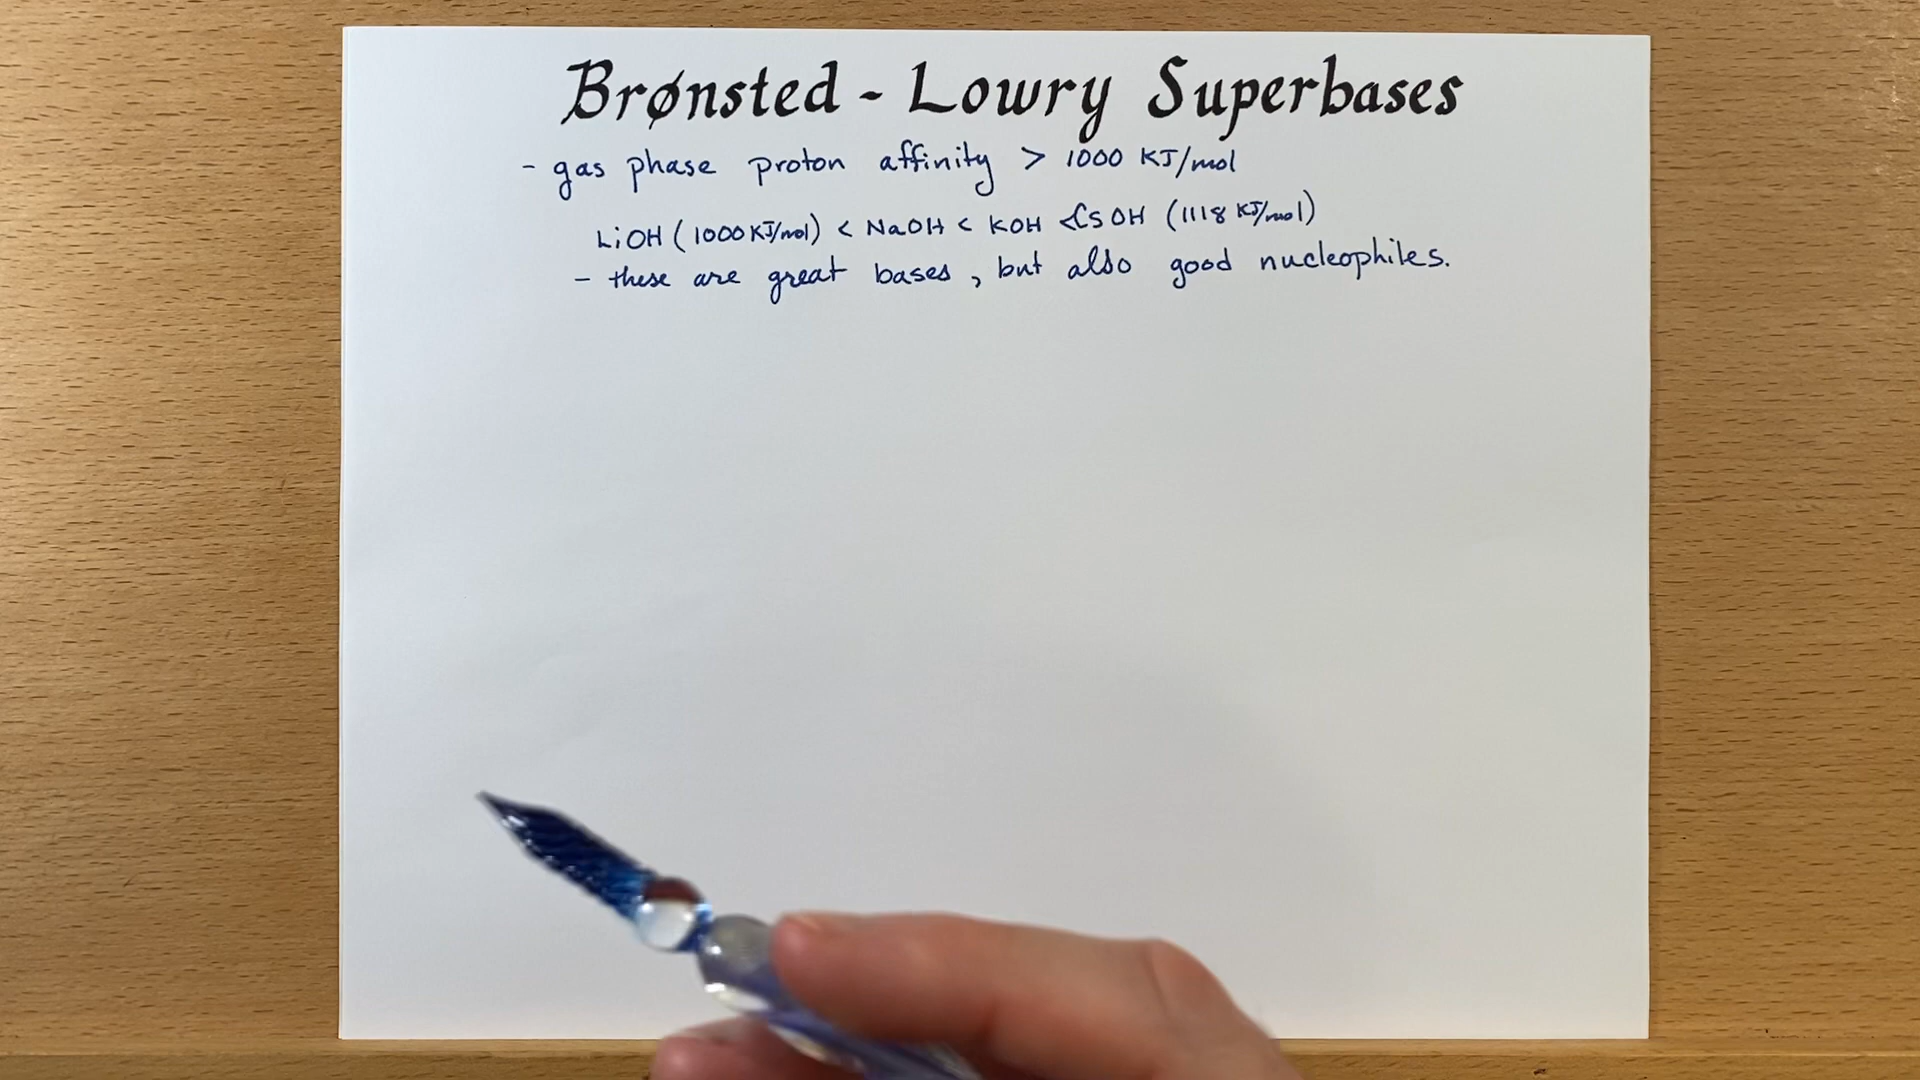 Brønsted - Lowry Superbases
- gas phase proton affinity > 1000 KJ/mol
LiOH (1000 KJ/mol) < NaOH < KOH < CsOH (1118 KJ/mol)
- these are great bases, but also good nucleophiles.